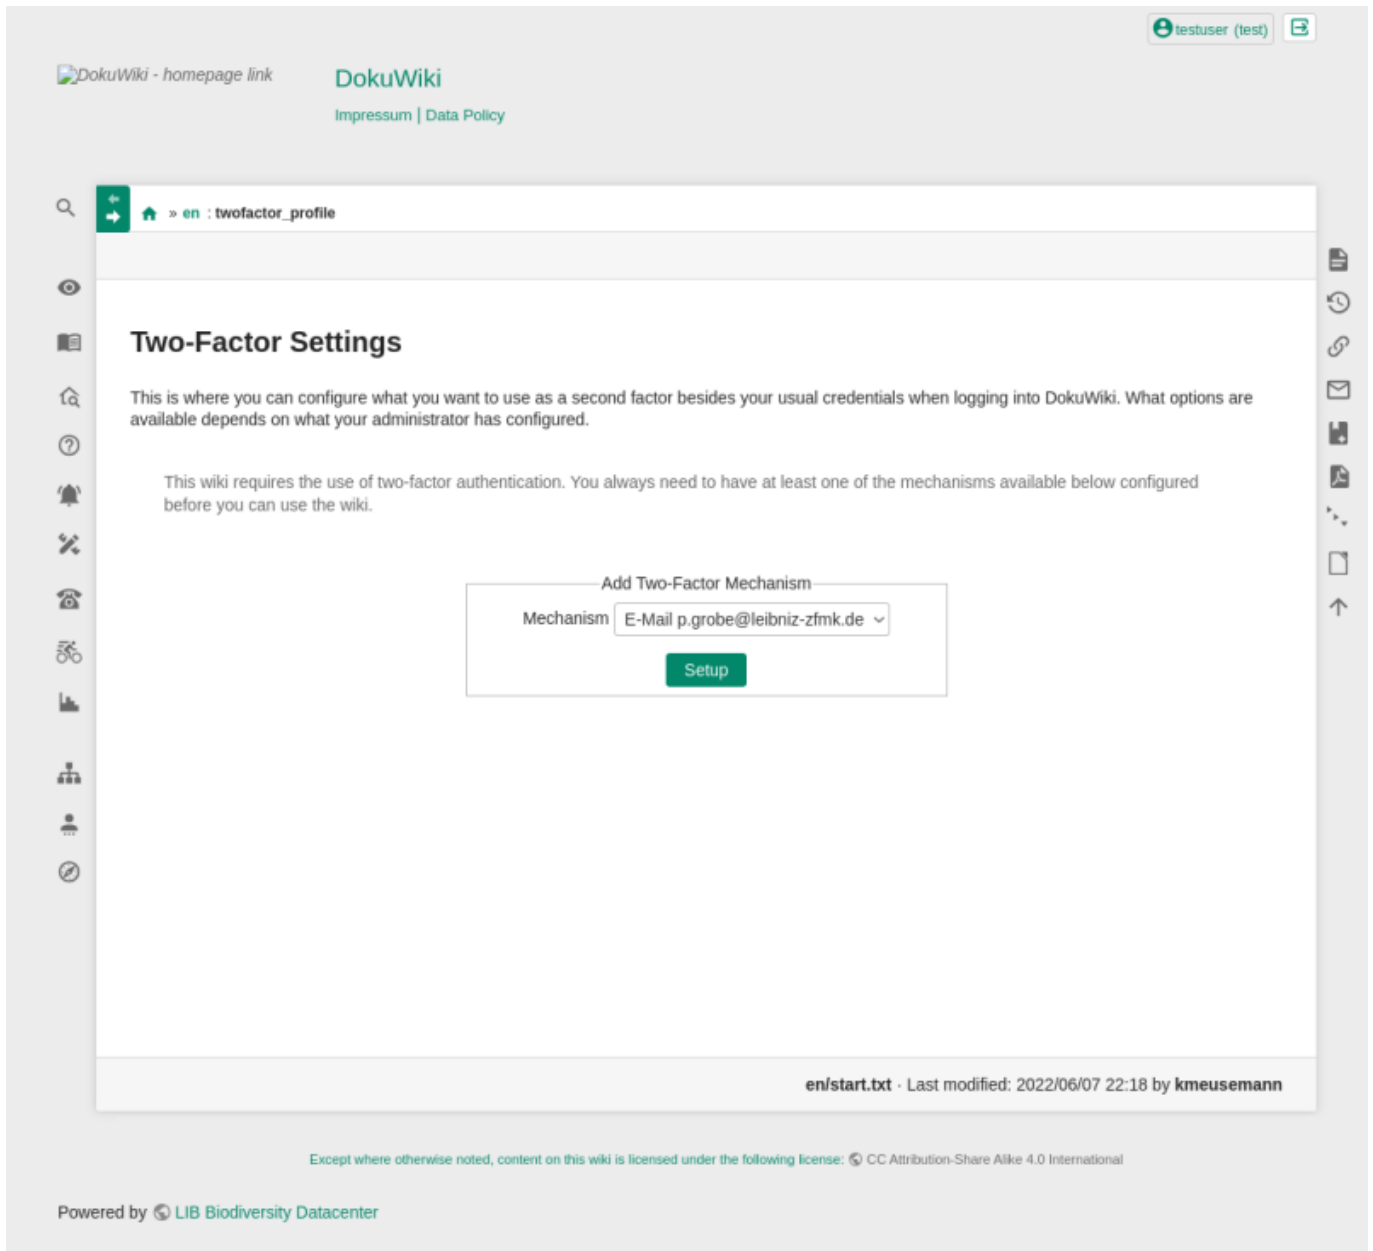 testuser (test)
DokuWiki - homepage link
DokuWiki
Impressum | Data Policy
» en : twofactor_profile
Two-Factor Settings
This is where you can configure what you want to use as a second factor besides your usual credentials when logging into DokuWiki. What options are
available depends on what your administrator has configured.
This wiki requires the use of two-factor authentication. You always need to have at least one of the mechanisms available below configured
before you can use the wiki.
Add Two-Factor Mechanism
Mechanism E-Mail p.grobe@leibniz-zfmk.de
Setup
en/start.txt · Last modified: 2022/06/07 22:18 by kmeusemann
Except where otherwise noted, content on this wiki is licensed under the following license: CC Attribution-Share Alike 4.0 International
Powered by LIB Biodiversity Datacenter